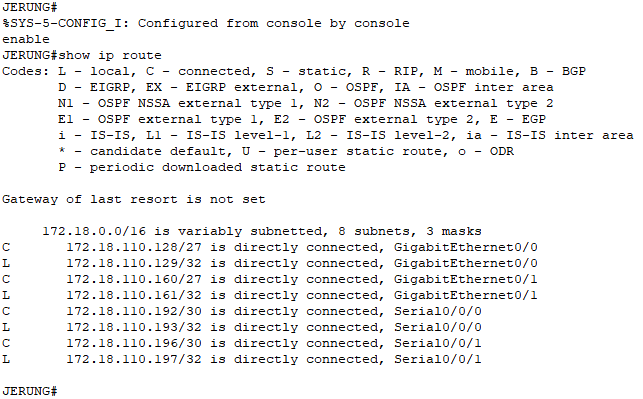 JERUNG#
%SYS-5-CONFIG_I: Configured from console by console
enable
JERUNG#show ip route
Codes: L - local, C - connected, S - static, R - RIP, M - mobile, B - BGP
       D - EIGRP, EX - EIGRP external, O - OSPF, IA - OSPF inter area
       N1 - OSPF NSSA external type 1, N2 - OSPF NSSA external type 2
       E1 - OSPF external type 1, E2 - OSPF external type 2, E - EGP
       i - IS-IS, L1 - IS-IS level-1, L2 - IS-IS level-2, ia - IS-IS inter area
       * - candidate default, U - per-user static route, o - ODR
       P - periodic downloaded static route

Gateway of last resort is not set

     172.18.0.0/16 is variably subnetted, 8 subnets, 3 masks
C       172.18.110.128/27 is directly connected, GigabitEthernet0/0
L       172.18.110.129/32 is directly connected, GigabitEthernet0/0
C       172.18.110.160/27 is directly connected, GigabitEthernet0/1
L       172.18.110.161/32 is directly connected, GigabitEthernet0/1
C       172.18.110.192/30 is directly connected, Serial0/0/0
L       172.18.110.193/32 is directly connected, Serial0/0/0
C       172.18.110.196/30 is directly connected, Serial0/0/1
L       172.18.110.197/32 is directly connected, Serial0/0/1

JERUNG#